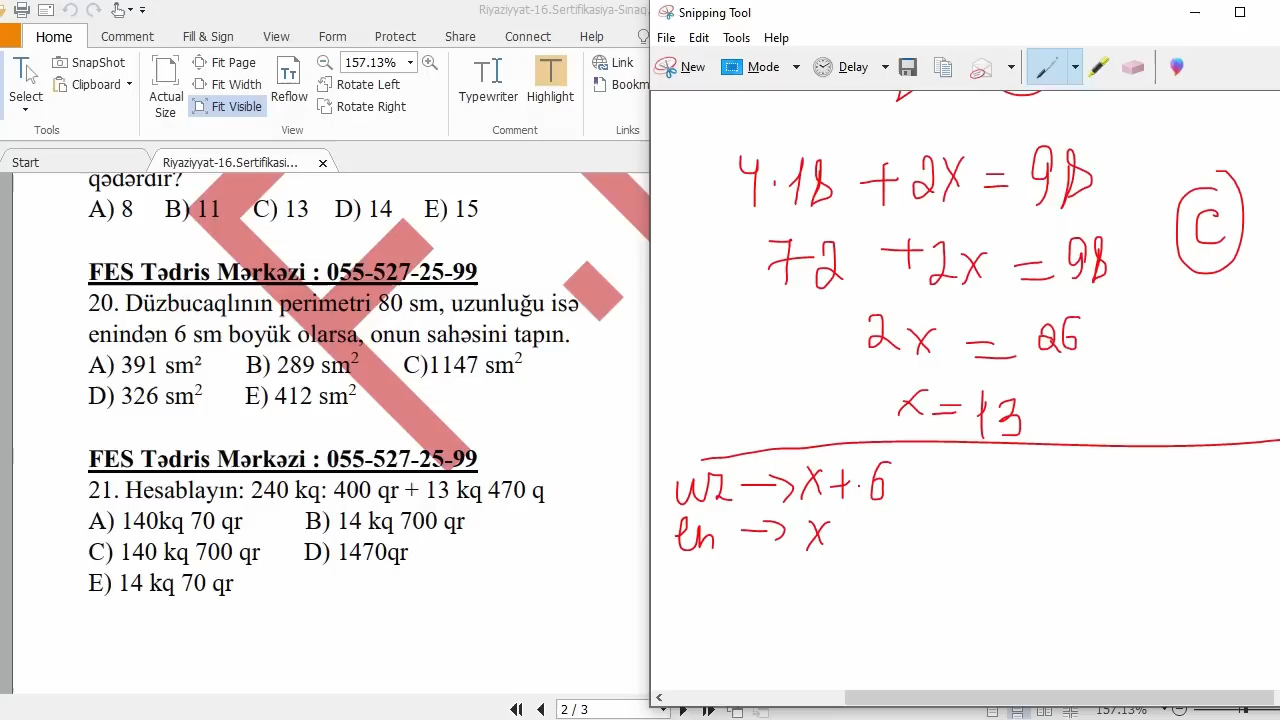 Riyaziyyat-16.Sertifikasiya-Sınaq.
Snipping Tool
Home Comment Fill & Sign View Form Protect Share Connect Help
File Edit Tools Help
SnapShot
Clipboard
Select
Tools
Actual Size
Fit Page
Fit Width
Fit Visible
Reflow
157.13%
Rotate Left
Rotate Right
View
Typewriter
Highlight
Comment
Link
Bookm
Links
New Mode Delay
Start
Riyaziyyat-16.Sertifikasi...
qədərdir?
A) 8 B) 11 C) 13 D) 14 E) 15
FES Tədris Mərkəzi : 055-527-25-99
20. Düzbucaqlının perimetri 80 sm, uzunluğu isə
enindən 6 sm boyük olarsa, onun sahəsini tapın.
A) 391 sm² B) 289 sm² C)1147 sm²
D) 326 sm² E) 412 sm²
FES Tədris Mərkəzi : 055-527-25-99
21. Hesablayın: 240 kq: 400 qr + 13 kq 470 q
A) 140kq 70 qr B) 14 kq 700 qr
C) 140 kq 700 qr D) 1470qr
E) 14 kq 70 qr
4·18 +2x = 98
72 +2x = 98
C
2x = 26
x = 13
uz → x+6
en → x
2 / 3
157.13%